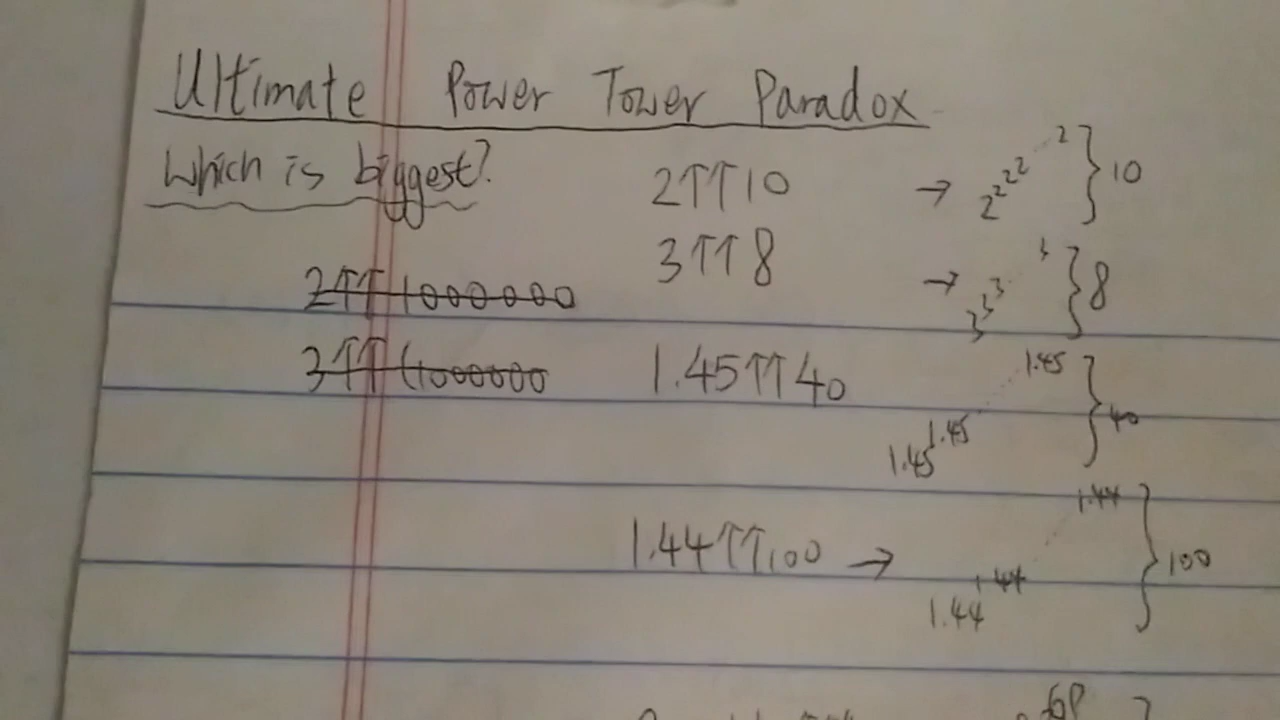 Ultimate Power Tower Paradox
Which is biggest?
2↑↑10 → 2^2^2^2 ... 2 } 10
3↑↑8 → 3^3^3 ... 3 } 8
2↑↑1000000
3↑↑1000000
1.45↑↑40 1.45^1.45 ... 1.45 } 40
1.44↑↑100 → 1.44^1.44 ... 1.44 } 100